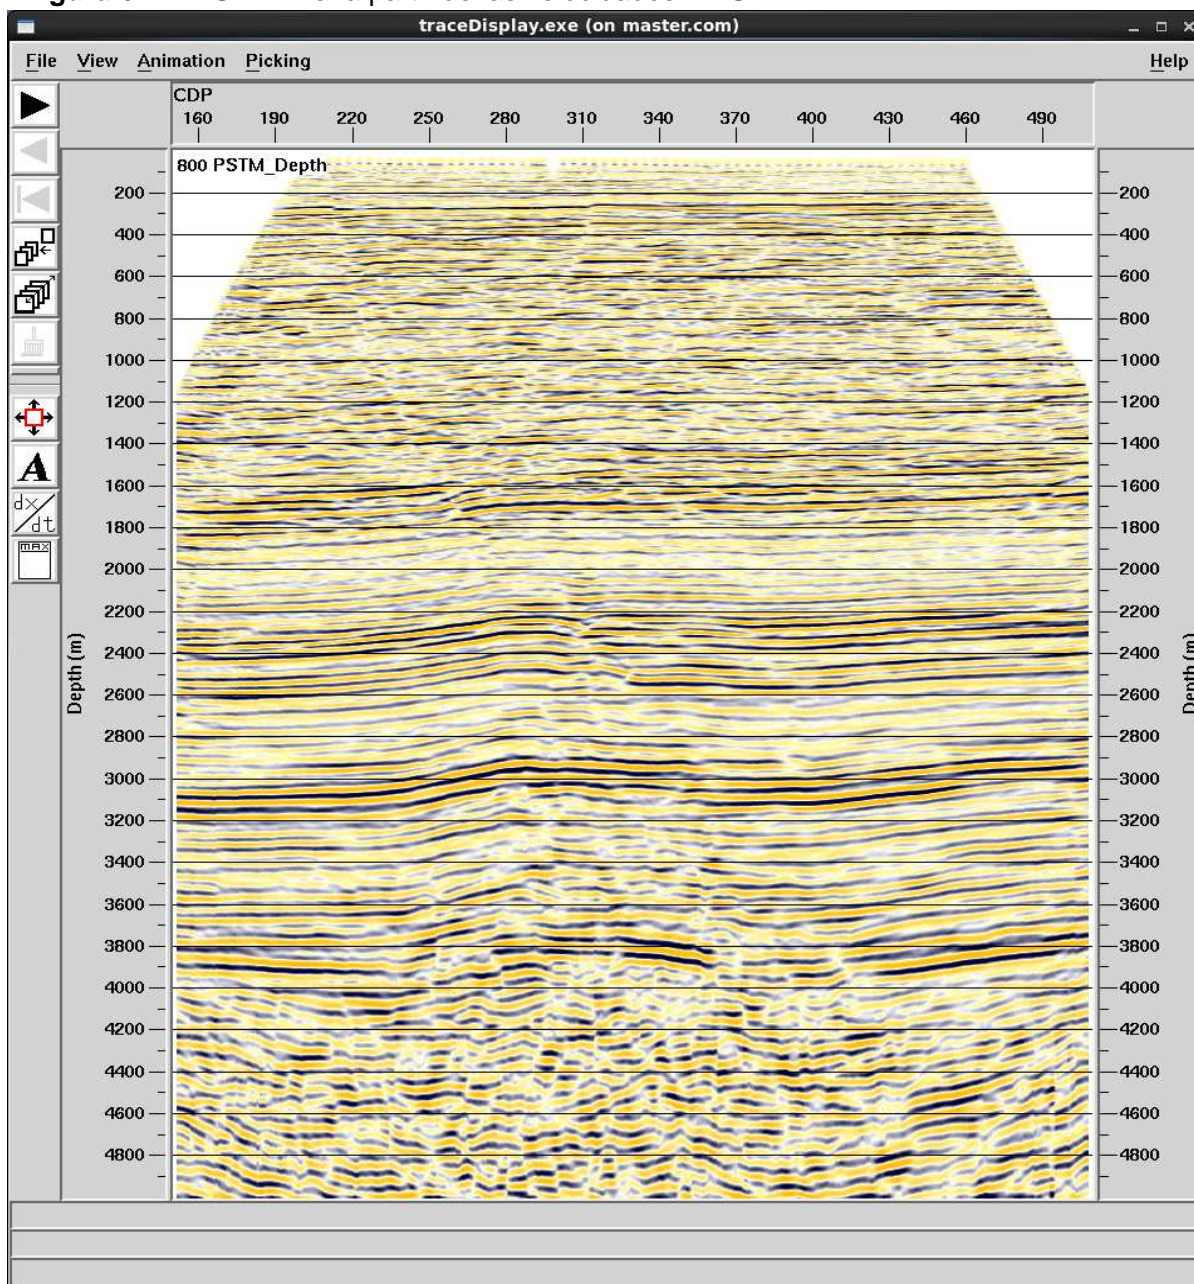 traceDisplay.exe (on master.com)
File View Animation Picking Help
CDP
160 190 220 250 280 310 340 370 400 430 460 490
800 PSTM_Depth
200 200
400 400
600 600
800 800
1000 1000
1200 1200
1400 1400
A
1600 1600
dx/dt
1800 1800
max
2000 2000
2200 2200
Depth (m) Depth (m)
2400 2400
2600 2600
2800 2800
3000 3000
3200 3200
3400 3400
3600 3600
3800 3800
4000 4000
4200 4200
4400 4400
4600 4600
4800 4800